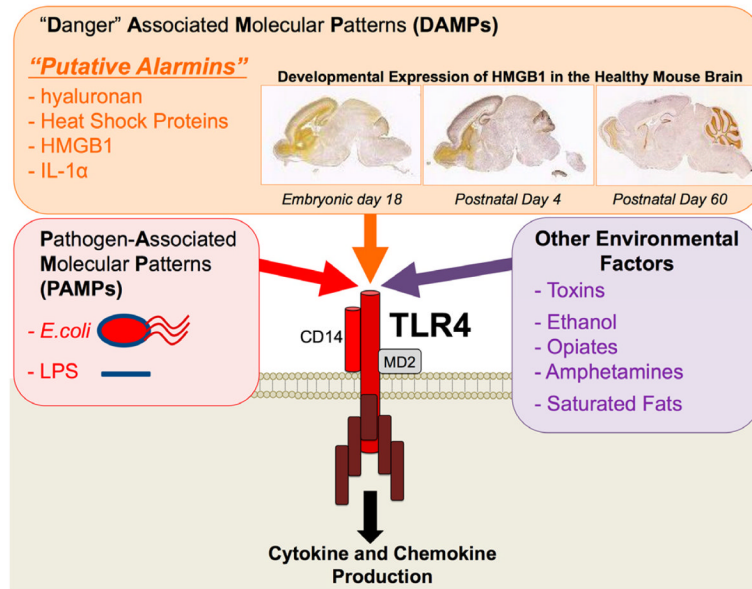 “Danger” Associated Molecular Patterns (DAMPs)
“Putative Alarmins”
- hyaluronan
- Heat Shock Proteins
- HMGB1
- IL-1α
Developmental Expression of HMGB1 in the Healthy Mouse Brain
Embryonic day 18
Postnatal Day 4
Postnatal Day 60
Pathogen-Associated
Molecular Patterns
(PAMPs)
- E.coli
- LPS
Other Environmental
Factors
- Toxins
- Ethanol
- Opiates
- Amphetamines
- Saturated Fats
CD14
TLR4
MD2
Cytokine and Chemokine
Production